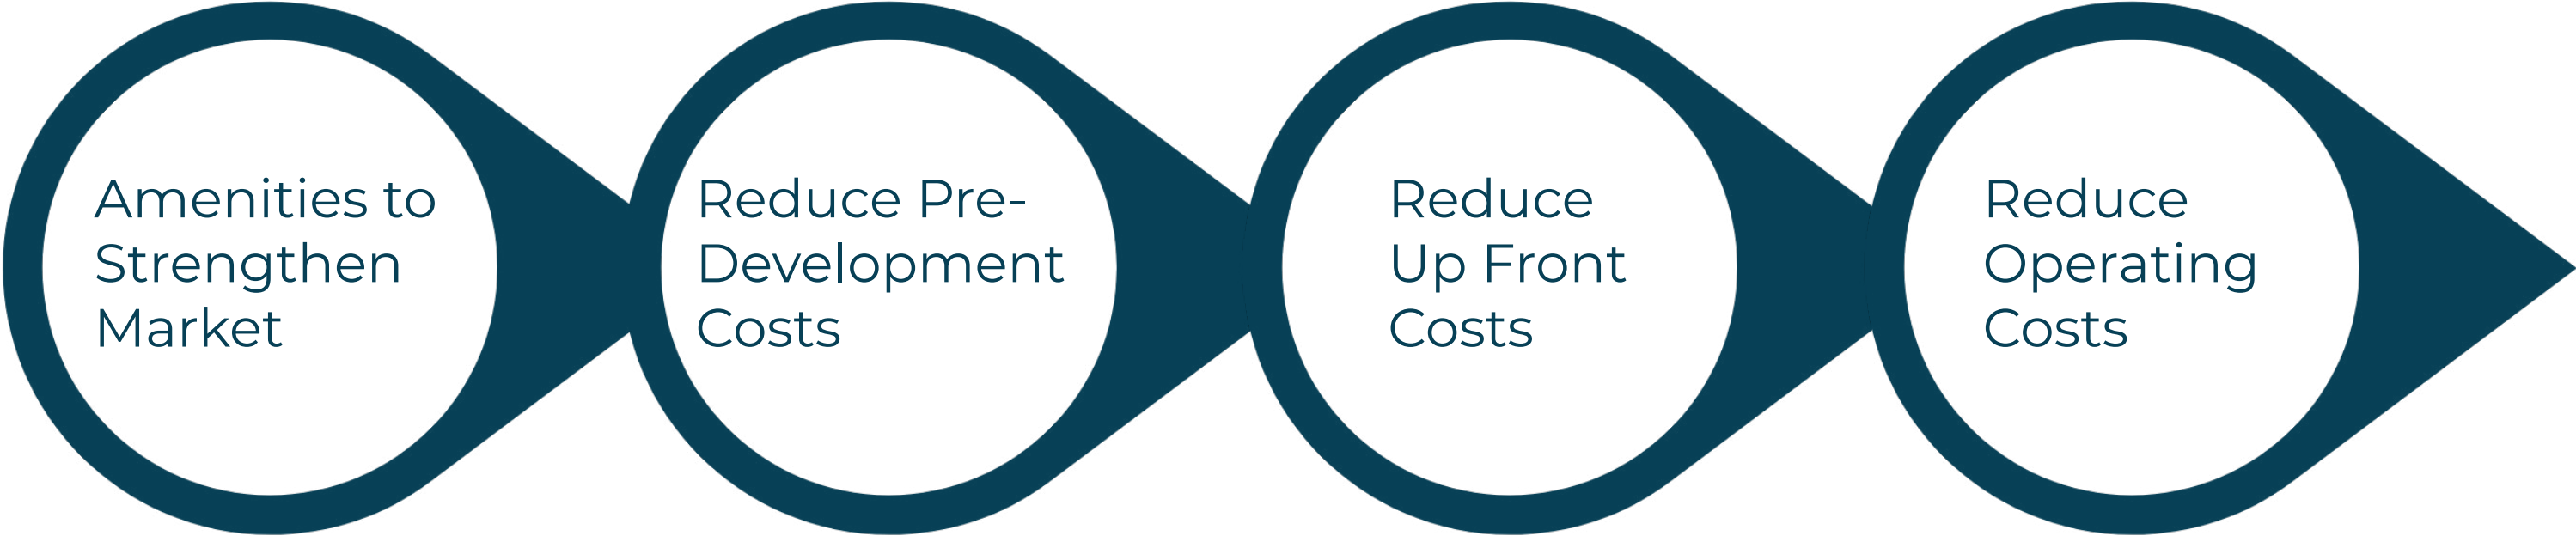 Amenities to
Strengthen
Market
Reduce Pre-
Development
Costs
Reduce
Up Front
Costs
Reduce
Operating
Costs